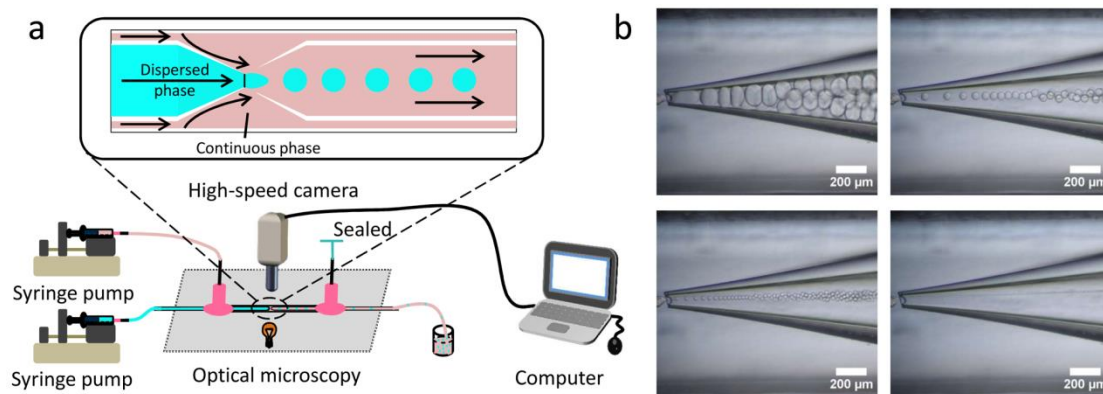 a
Dispersed
phase
Continuous phase
High-speed camera
Sealed
Syringe pump
Syringe pump
Optical microscopy
Computer
b
200 μm
200 μm
200 μm
200 μm